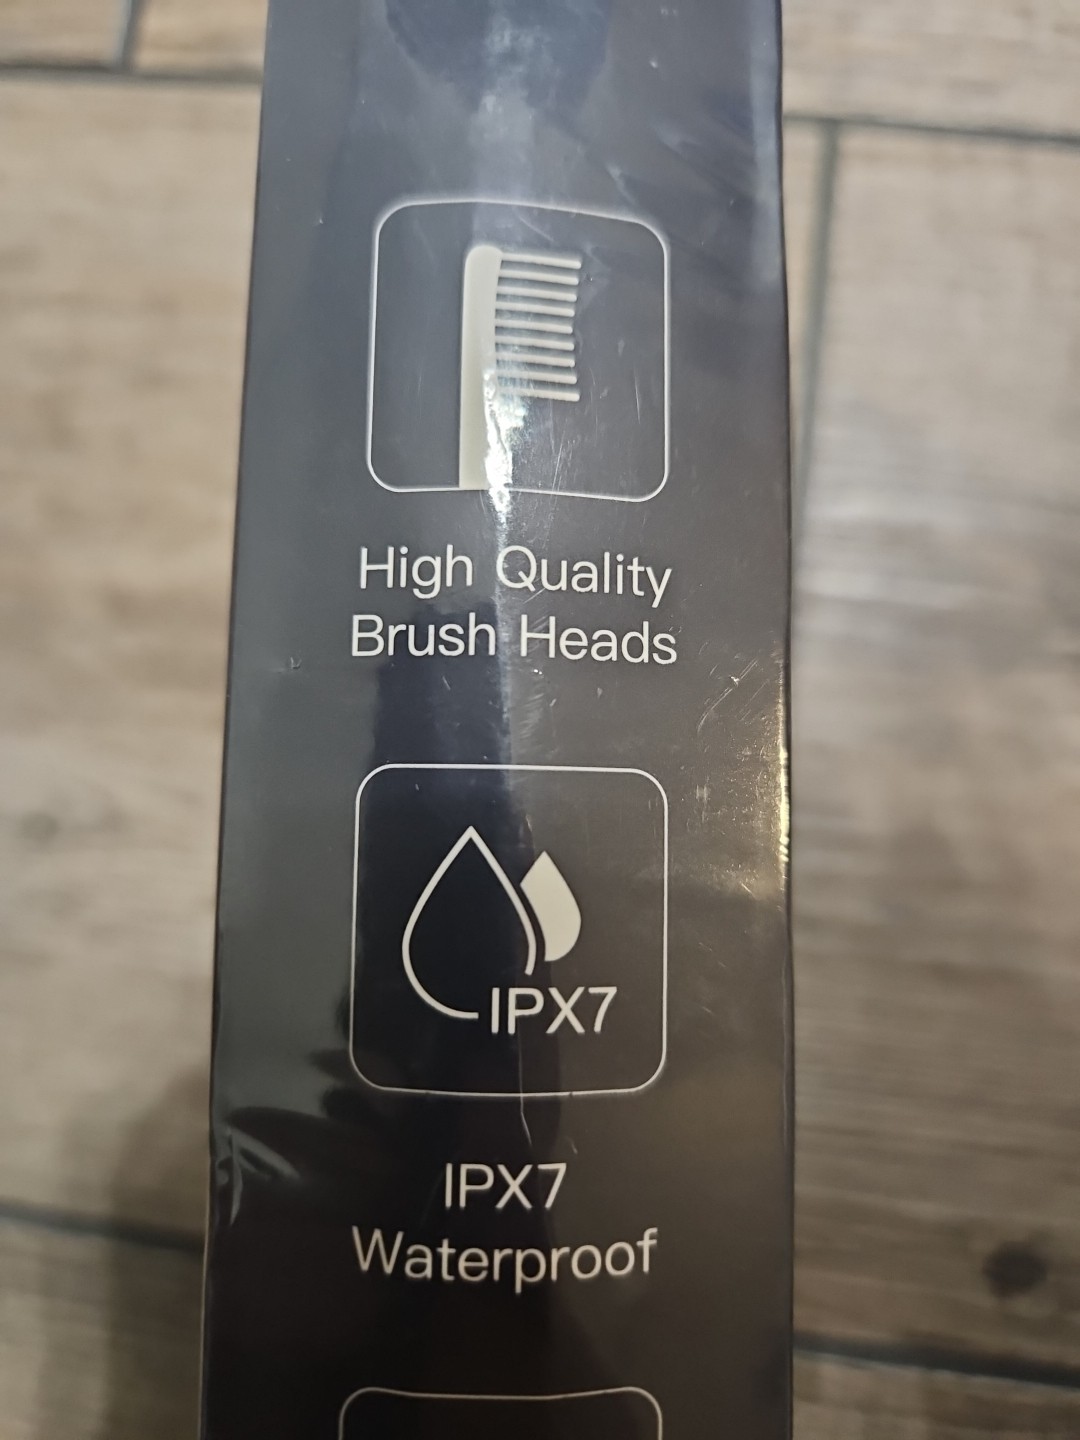 High Quality
Brush Heads
IPX7
IPX7
Waterproof